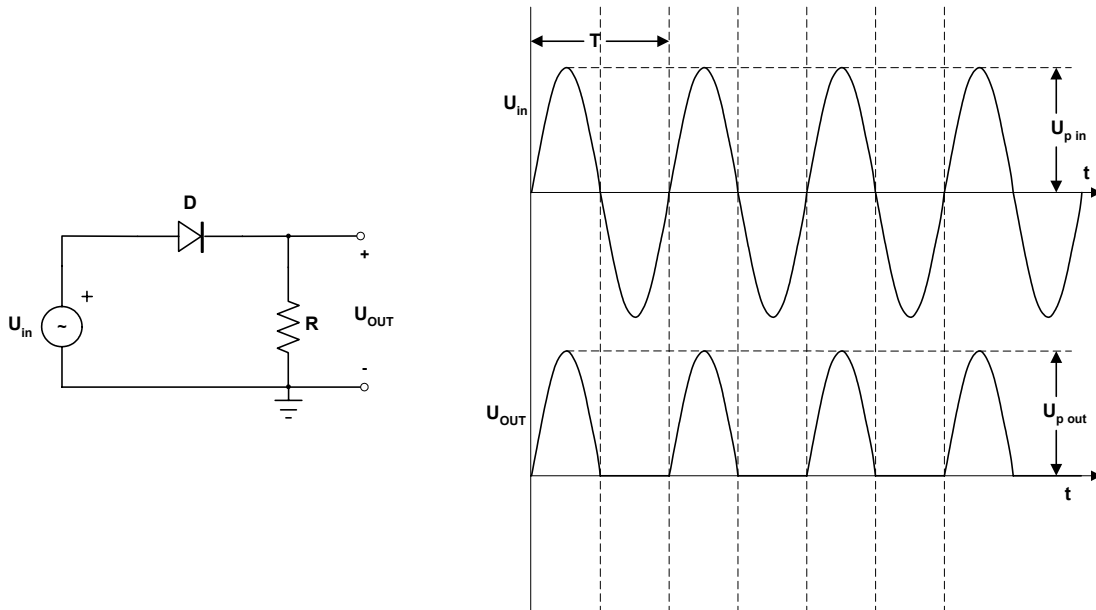 D
+
U_in
~
R
+
U_OUT
-
T
U_in
U_p in
t
U_OUT
U_p out
t